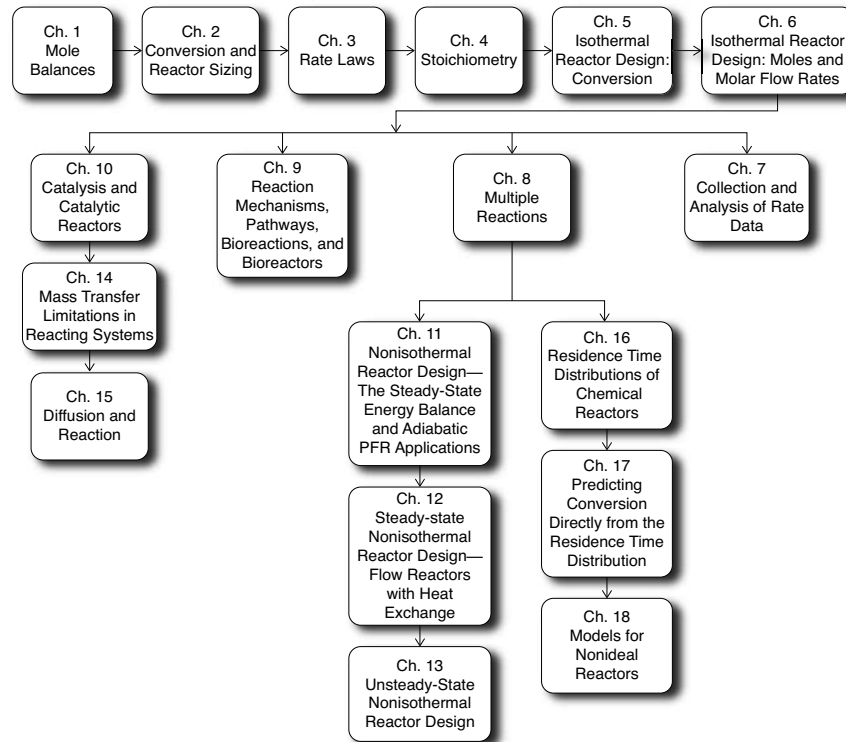 Ch. 1
Mole
Balances
Ch. 2
Conversion and
Reactor Sizing
Ch. 3
Rate Laws
Ch. 4
Stoichiometry
Ch. 5
Isothermal
Reactor Design:
Conversion
Ch. 6
Isothermal Reactor
Design: Moles and
Molar Flow Rates
Ch. 10
Catalysis and
Catalytic
Reactors
Ch. 9
Reaction
Mechanisms,
Pathways,
Bioreactions, and
Bioreactors
Ch. 8
Multiple
Reactions
Ch. 7
Collection and
Analysis of Rate
Data
Ch. 14
Mass Transfer
Limitations in
Reacting Systems
Ch. 15
Diffusion and
Reaction
Ch. 11
Nonisothermal
Reactor Design—
The Steady-State
Energy Balance
and Adiabatic
PFR Applications
Ch. 16
Residence Time
Distributions of
Chemical
Reactors
Ch. 12
Steady-state
Nonisothermal
Reactor Design—
Flow Reactors
with Heat
Exchange
Ch. 17
Predicting
Conversion
Directly from the
Residence Time
Distribution
Ch. 13
Unsteady-State
Nonisothermal
Reactor Design
Ch. 18
Models for
Nonideal
Reactors